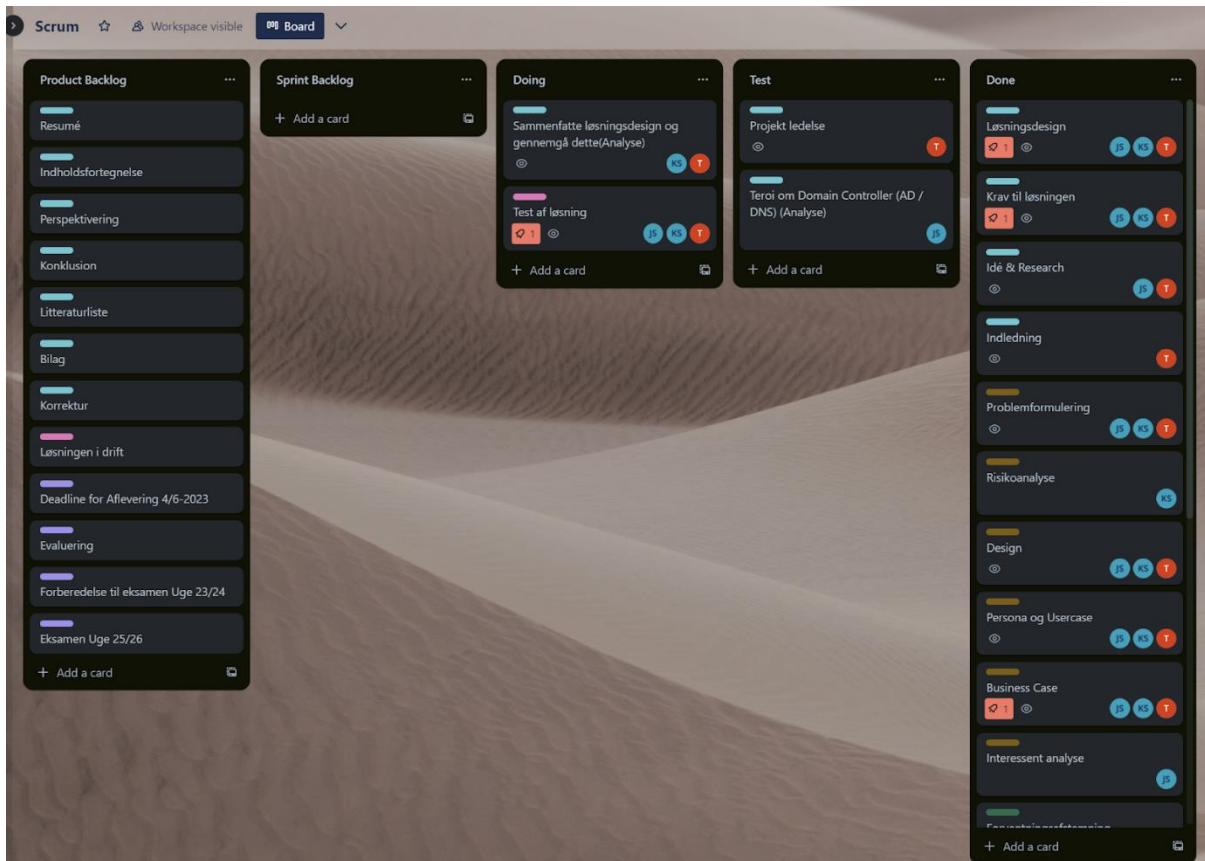 Scrum
Workspace visible
Board
Product Backlog
Resumé
Indholdsfortegnelse
Perspektivering
Konklusion
Litteraturliste
Bilag
Korrektur
Løsningen i drift
Deadline for Aflevering 4/6-2023
Evaluering
Forberedelse til eksamen Uge 23/24
Eksamen Uge 25/26
+ Add a card
Sprint Backlog
+ Add a card
Doing
Sammenfatte løsningsdesign og
gennemgå dette(Analyse)
KS T
Test af løsning
1 JS KS T
+ Add a card
Test
Projekt ledelse
T
Teroi om Domain Controller (AD /
DNS) (Analyse)
JS
+ Add a card
Done
Løsningsdesign
1 JS KS T
Krav til løsningen
1 JS KS T
Idé & Research
JS T
Indledning
T
Problemformulering
JS KS T
Risikoanalyse
KS
Design
JS KS T
Persona og Usercase
JS KS T
Business Case
1 JS KS T
Interessent analyse
JS
+ Add a card